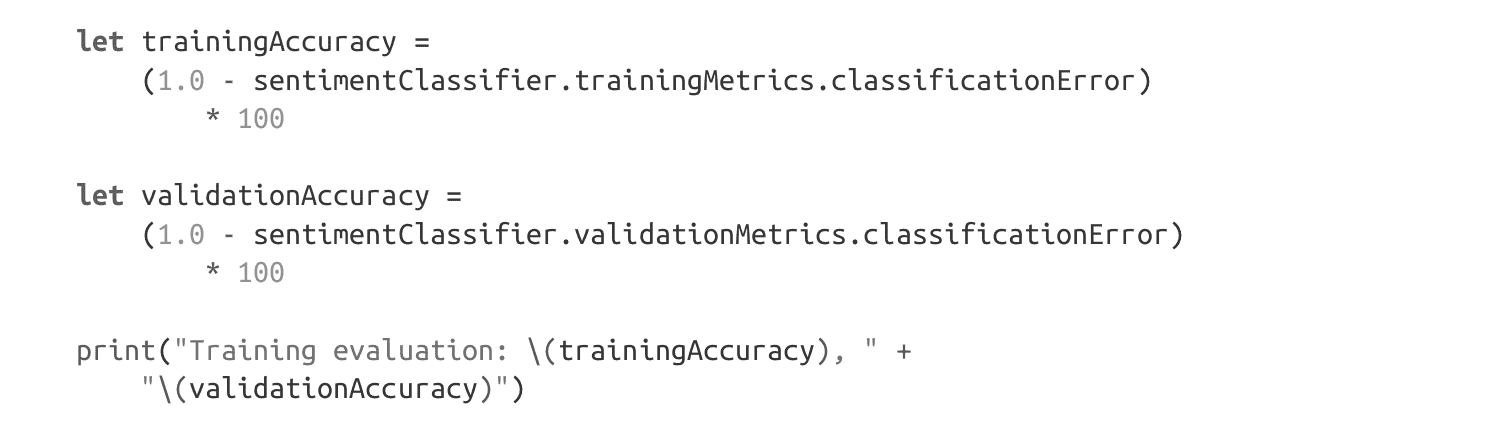 let trainingAccuracy =
    (1.0 - sentimentClassifier.trainingMetrics.classificationError)
        * 100

let validationAccuracy =
    (1.0 - sentimentClassifier.validationMetrics.classificationError)
        * 100

print("Training evaluation: \(trainingAccuracy), " +
    "\(validationAccuracy)")